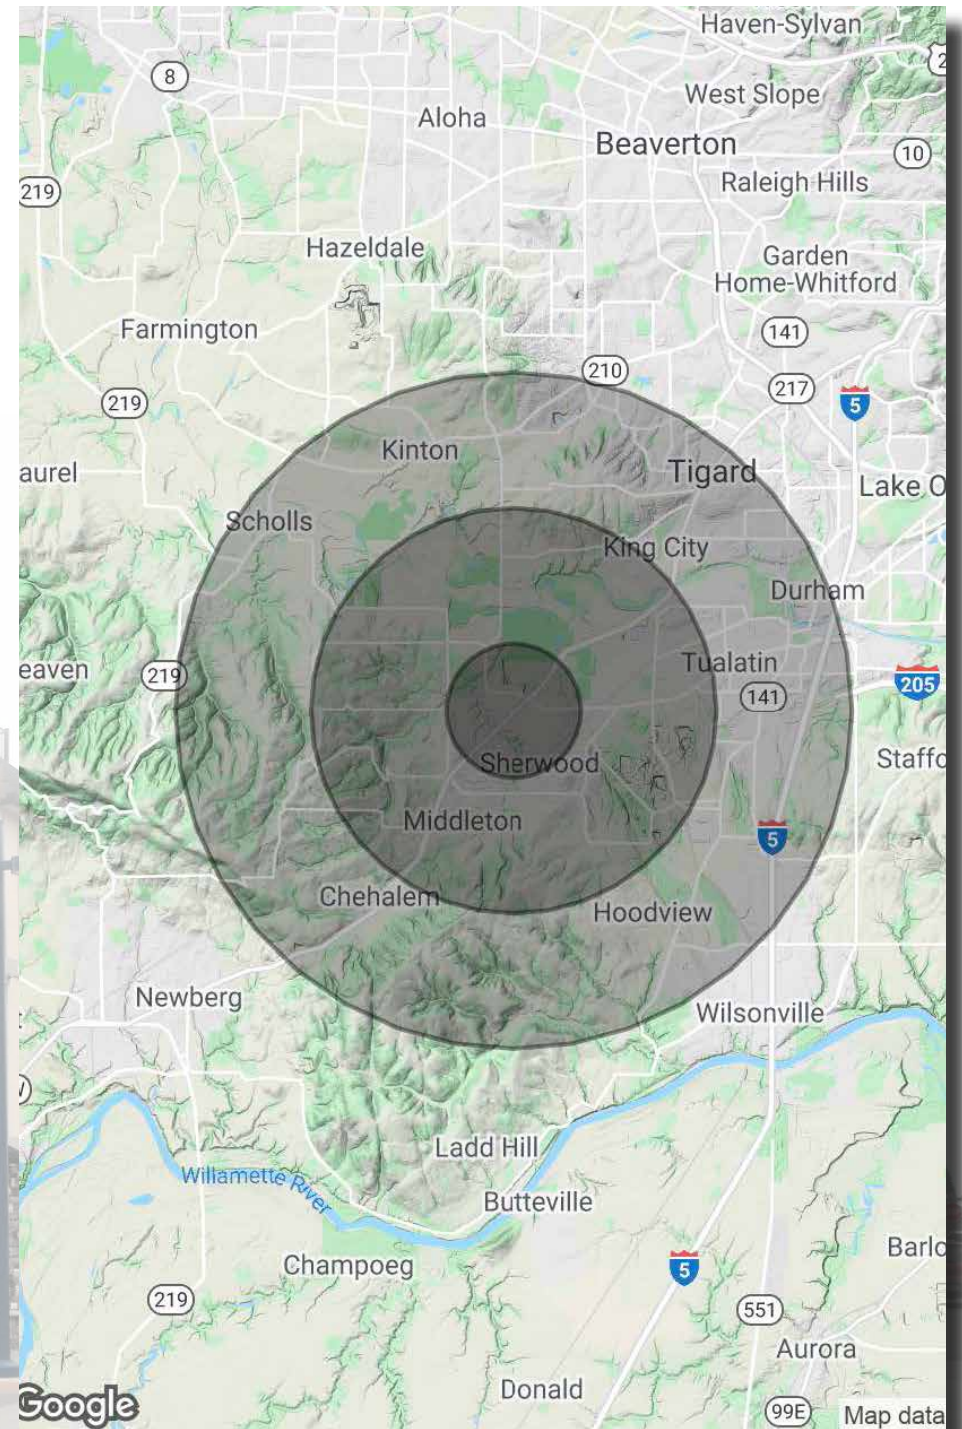 Haven-Sylvan
8
2
West Slope
Aloha
Beaverton
10
219
Raleigh Hills
Hazeldale
Garden
Home-Whitford
Farmington
141
210
217
219
5
Kinton
Tigard
aurel
Lake O
Scholls
King City
Durham
eaven
219
Tualatin
141
205
Sherwood
Staffo
Middleton
5
Chehalem
Hoodview
Newberg
Wilsonville
Ladd Hill
Willamette River
Butteville
Champoeg
Barlo
5
219
551
Aurora
Donald
Google
99E
Map data